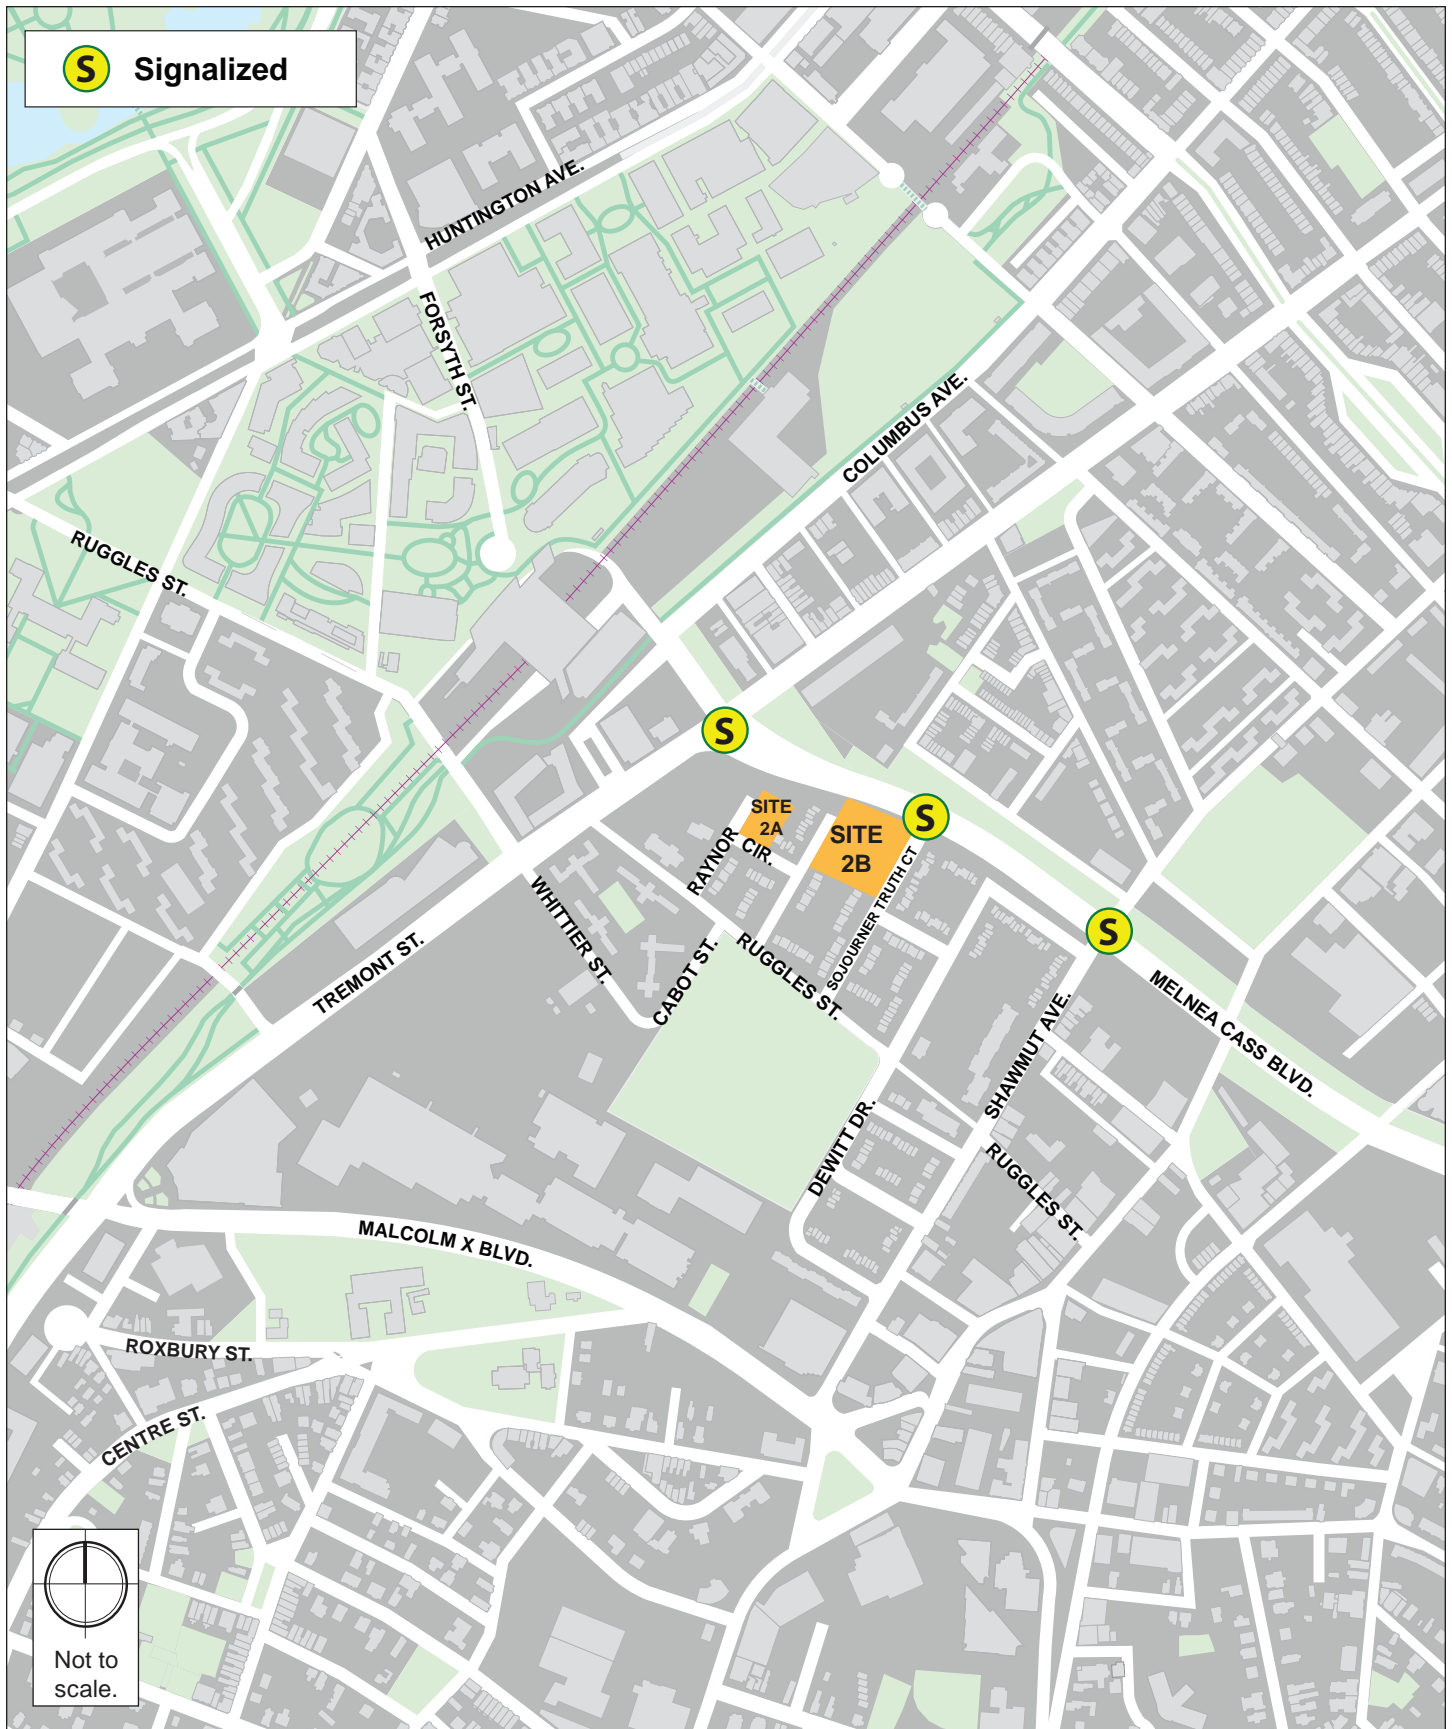 S Signalized
HUNTINGTON AVE.
FORSYTH ST.
COLUMBUS AVE.
RUGGLES ST.
S
SITE
2A
S
SITE
2B
RAYNOR
CIR.
SOJOURNER TRUTH CT
WHITTIER ST.
S
TREMONT ST.
CABOT ST.
RUGGLES ST.
MELNEA CASS BLVD.
SHAWMUT AVE.
DEWITT DR.
RUGGLES ST.
MALCOLM X BLVD.
ROXBURY ST.
CENTRE ST.
Not to
scale.